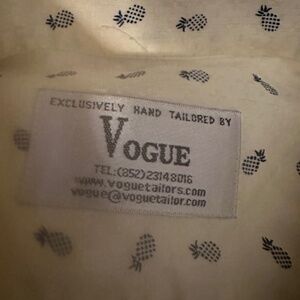 EXCLUSIVELY HAND TAILORED BY
VOGUE
TEL:(852)23148016
www.voguetailors.com
vogue@voguetailor.com